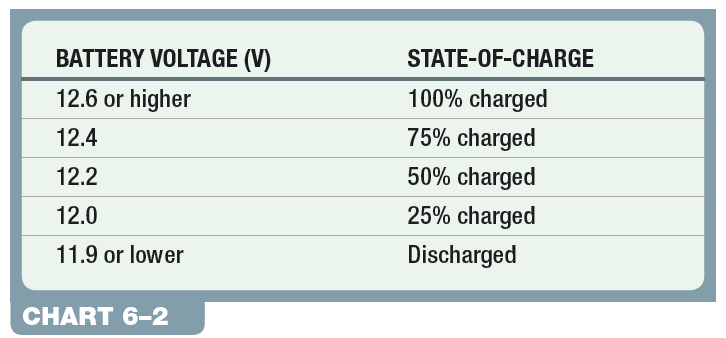 BATTERY VOLTAGE (V) STATE-OF-CHARGE
12.6 or higher 100% charged
12.4 75% charged
12.2 50% charged
12.0 25% charged
11.9 or lower Discharged
CHART 6–2